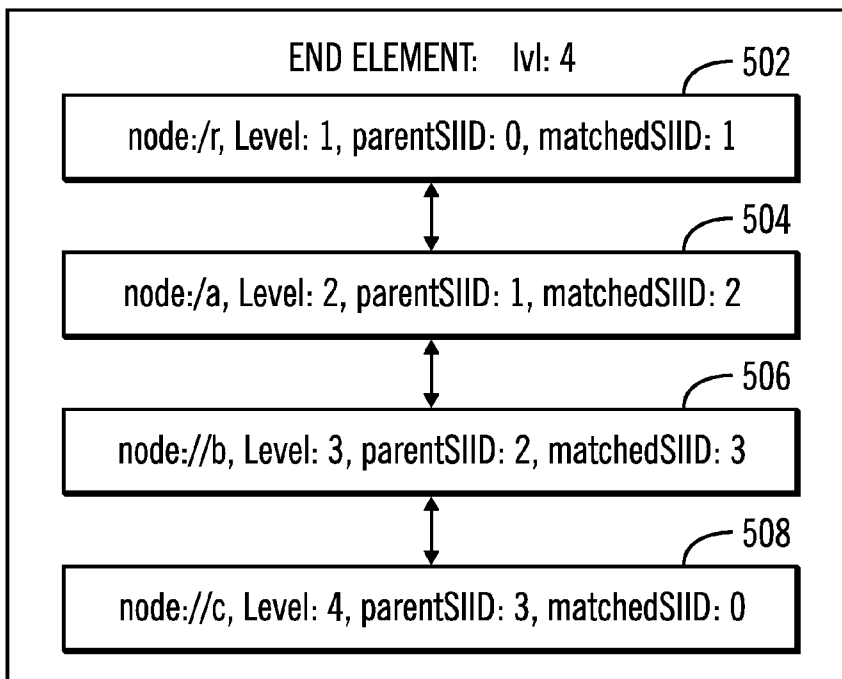 END ELEMENT: lvl: 4
502
node:/r, Level: 1, parentSIID: 0, matchedSIID: 1
504
node:/a, Level: 2, parentSIID: 1, matchedSIID: 2
506
node://b, Level: 3, parentSIID: 2, matchedSIID: 3
508
node://c, Level: 4, parentSIID: 3, matchedSIID: 0